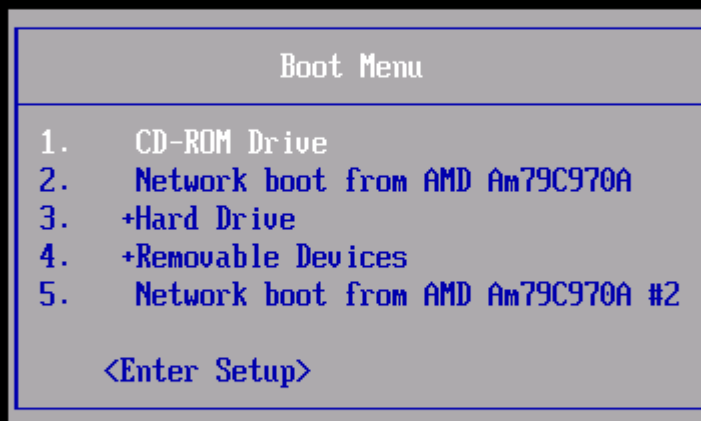 Boot Menu
1. CD-ROM Drive
2. Network boot from AMD Am79C970A
3. +Hard Drive
4. +Removable Devices
5. Network boot from AMD Am79C970A #2
<Enter Setup>